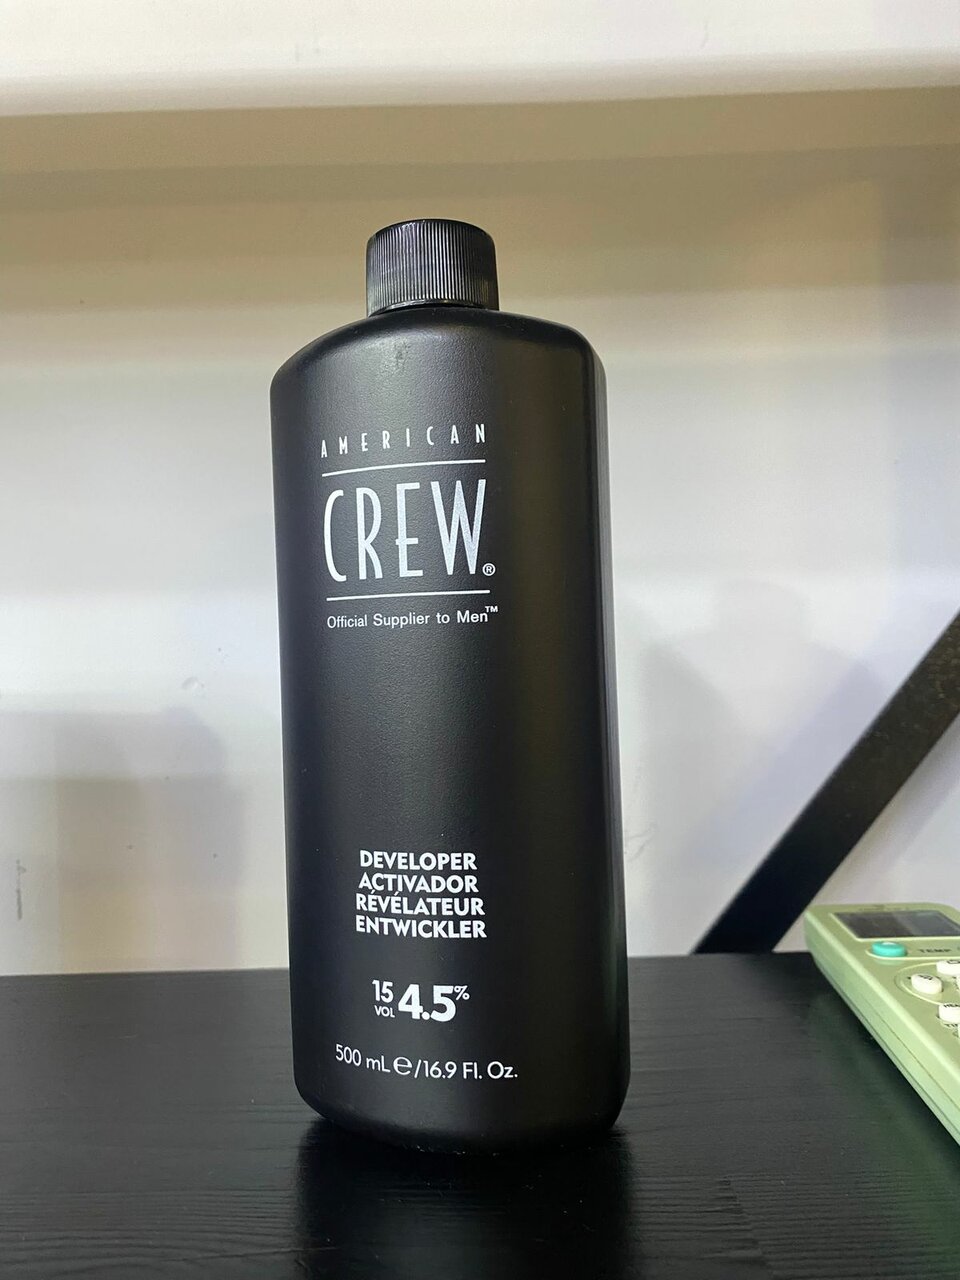 AMERICAN
CREW®
Official Supplier to Men™
DEVELOPER
ACTIVADOR
RÉVÉLATEUR
ENTWICKLER
15 VOL 4.5%
500 mL ℮/16.9 Fl. Oz.
TEMP